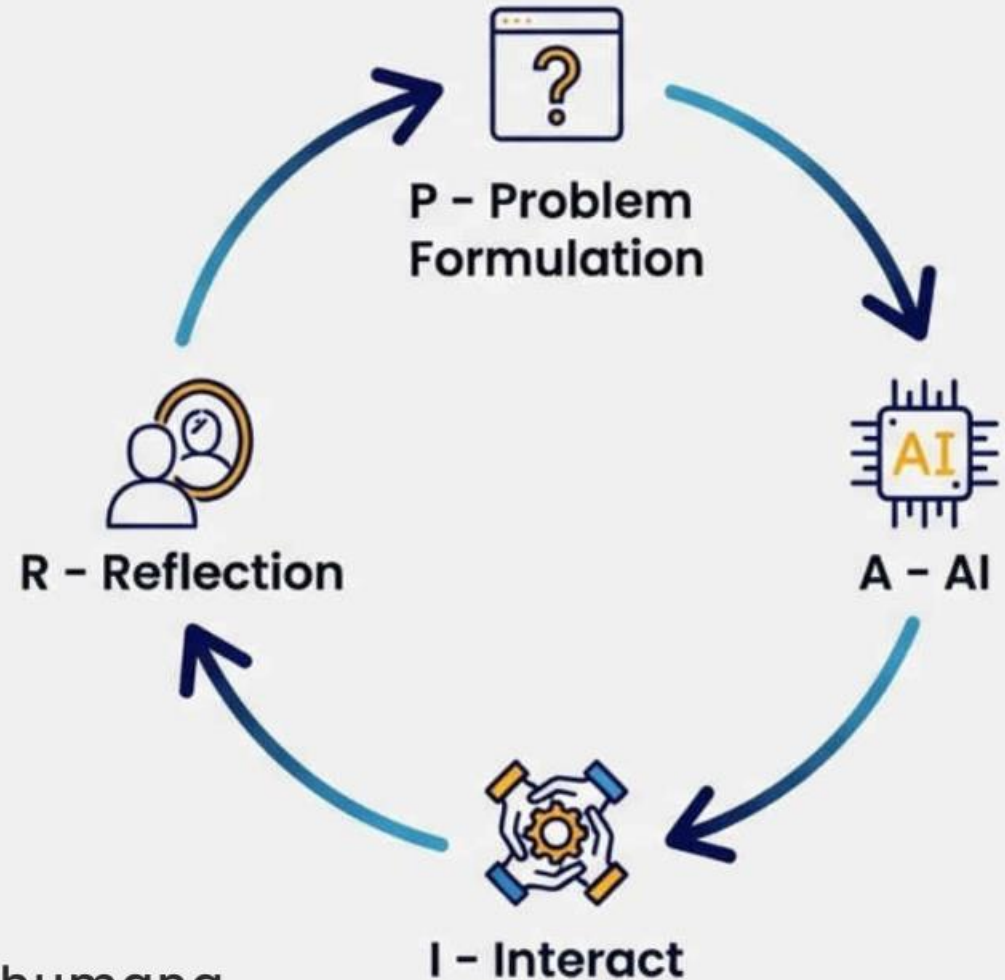 ?
P - Problem
Formulation
AI
R - Reflection
A - AI
I - Interact